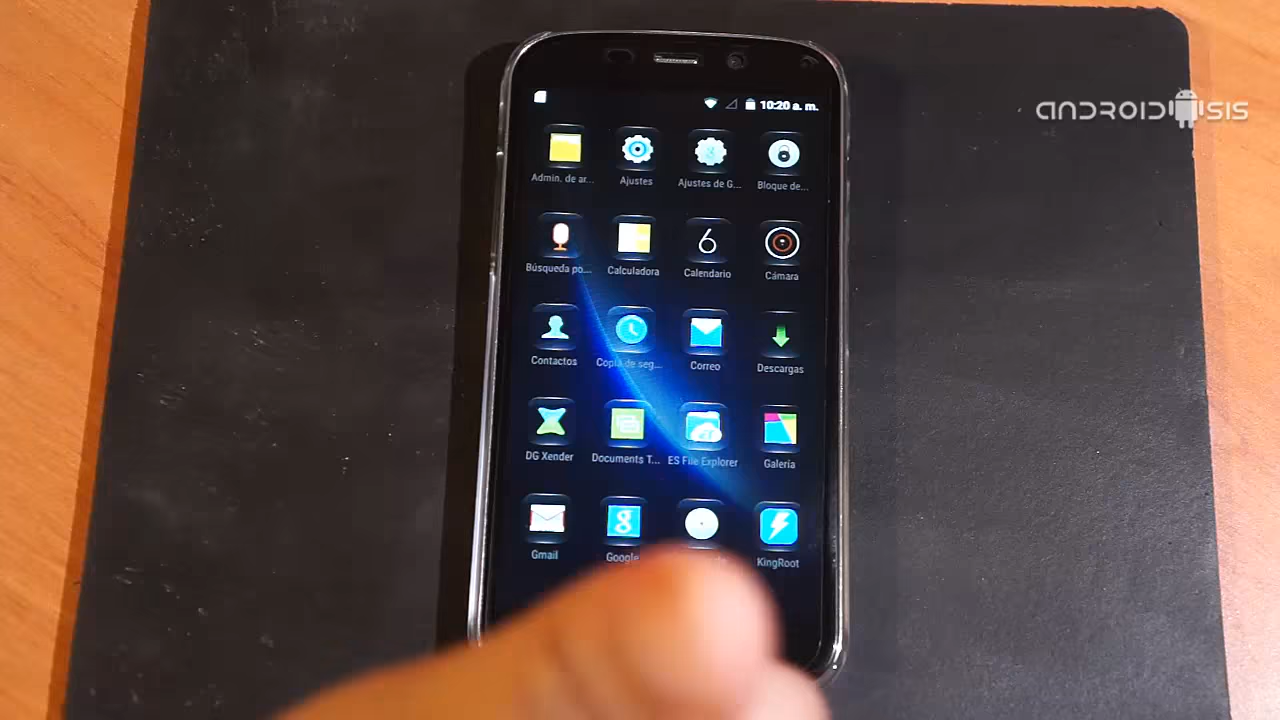 ANDROIDSIS
10:20 a. m.
Admin. de ar...
Ajustes
Ajustes de G...
Bloque de...
Búsqueda po...
Calculadora
6
Calendario
Cámara
Contactos
Copia de seg...
Correo
Descargas
DG Xender
Documents T...
ES File Explorer
Galería
Gmail
g
Google
KingRoot